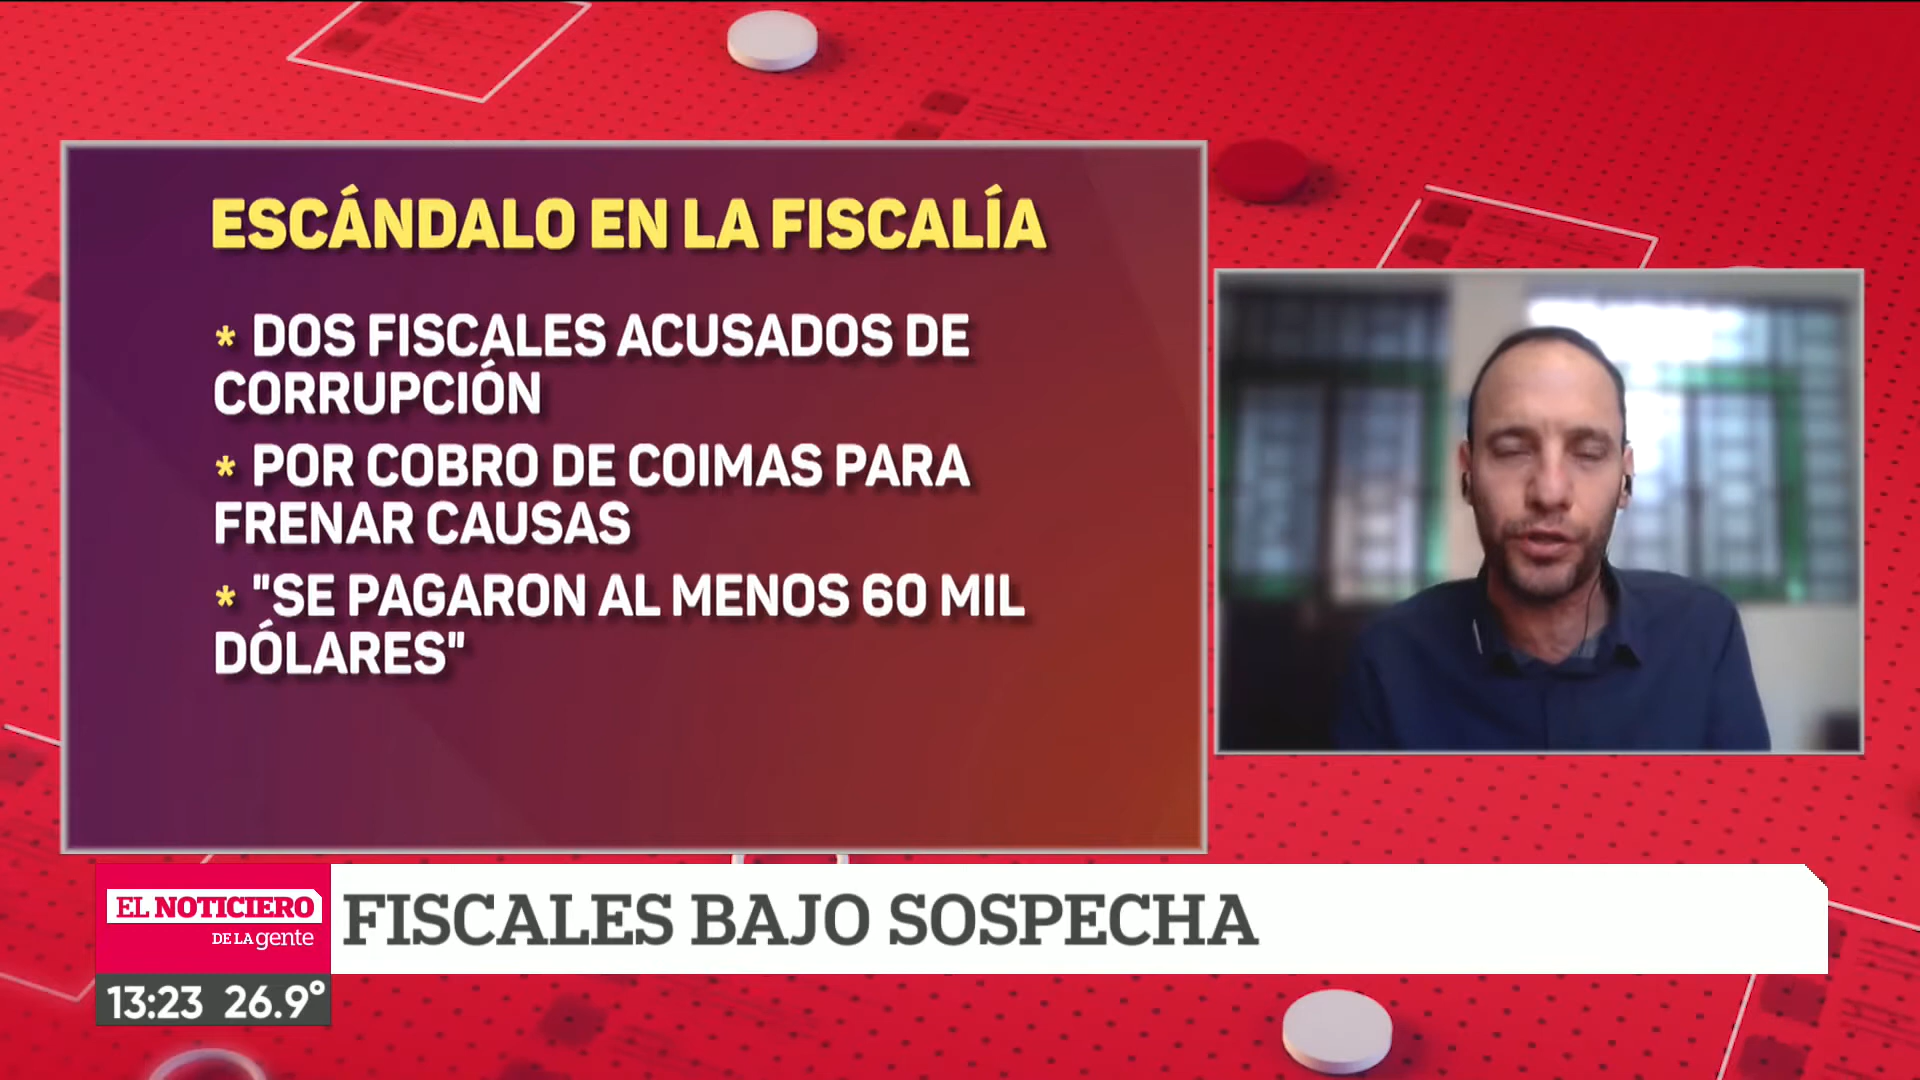 ESCÁNDALO EN LA FISCALÍA
* DOS FISCALES ACUSADOS DE
CORRUPCIÓN
* POR COBRO DE COIMAS PARA
FRENAR CAUSAS
* "SE PAGARON AL MENOS 60 MIL
DÓLARES"
EL NOTICIERO
DE LA gente
FISCALES BAJO SOSPECHA
13:23 26.9°